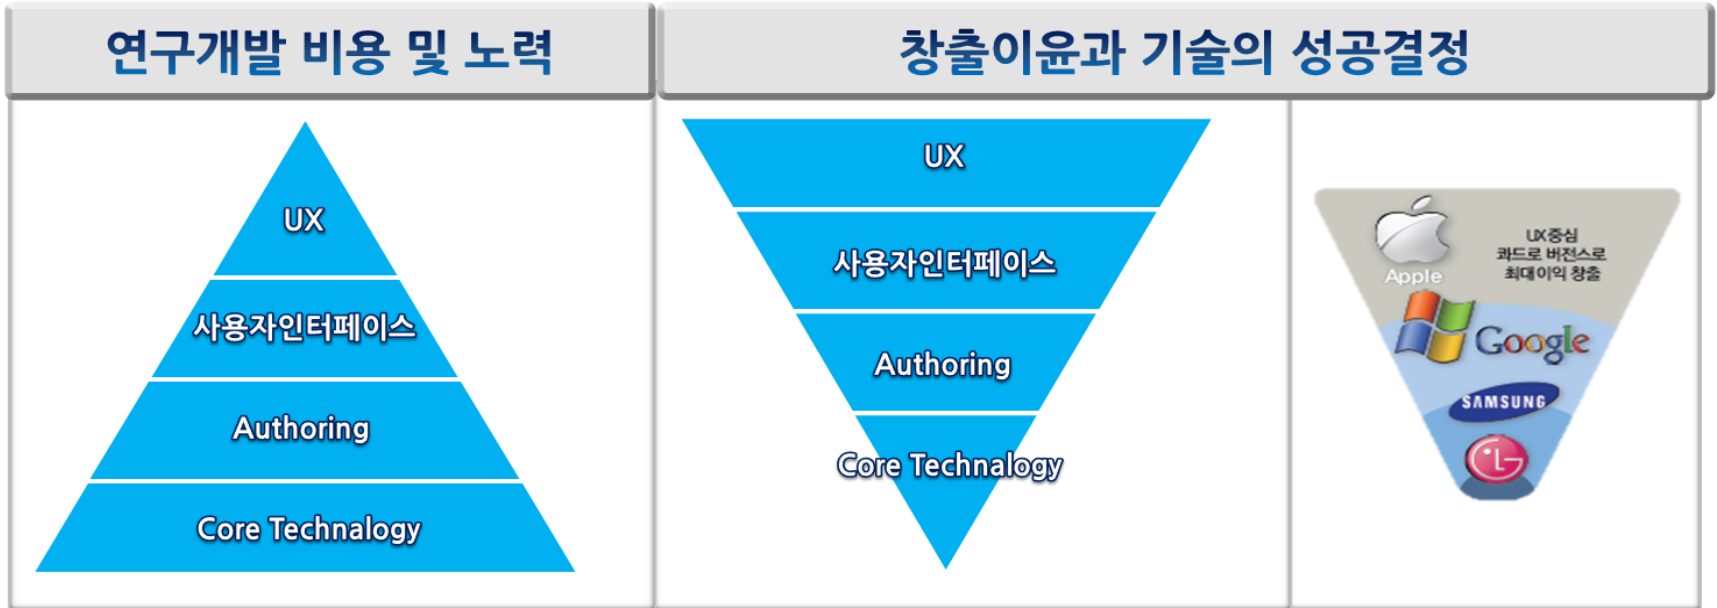 연구개발 비용 및 노력
창출이윤과 기술의 성공결정
UX
사용자인터페이스
Authoring
Core Technalogy
UX
사용자인터페이스
Authoring
Core Technalogy
Apple
UX중심
콰드로 버전스로
최대이익 창출
Google
SAMSUNG
LG